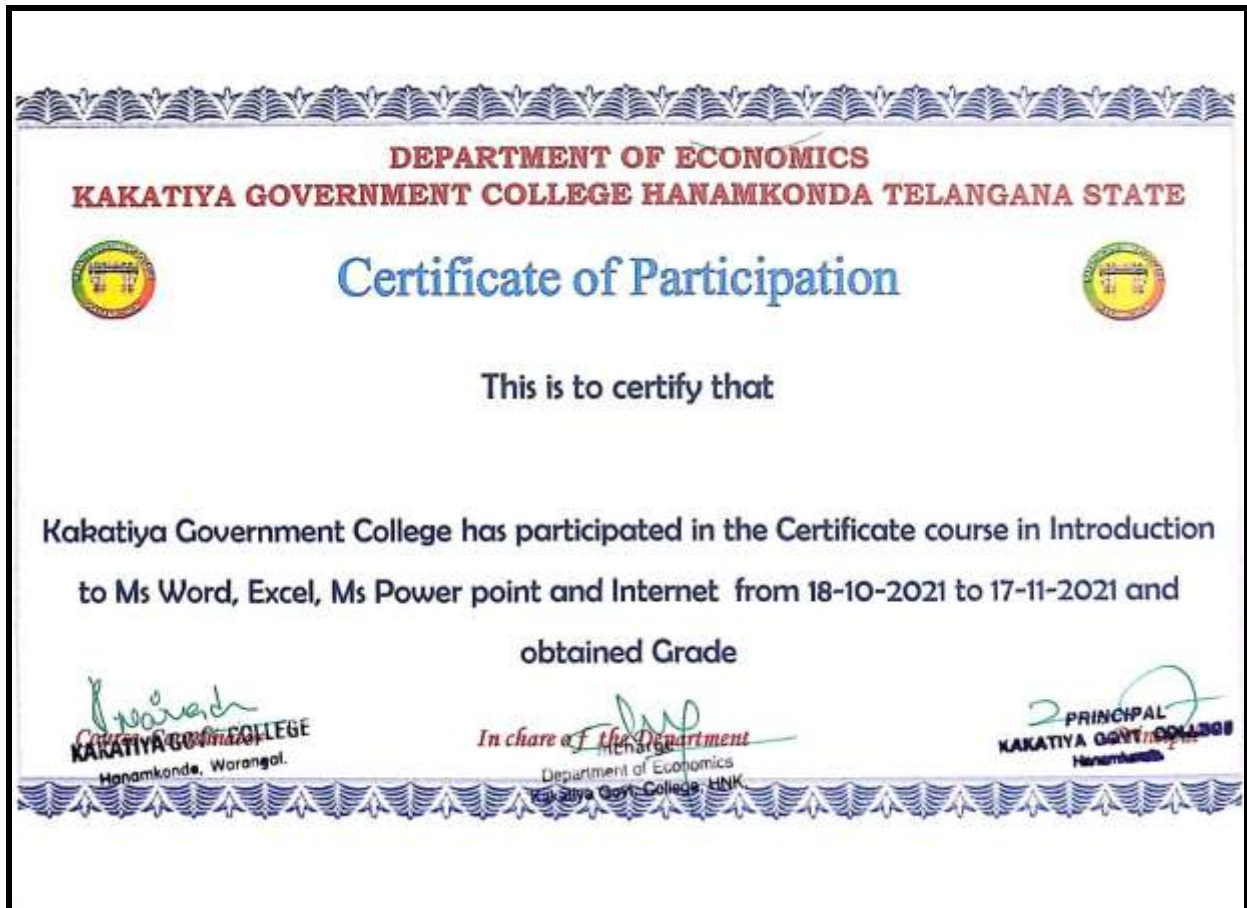 DEPARTMENT OF ECONOMICS
KAKATIYA GOVERNMENT COLLEGE HANAMKONDA TELANGANA STATE
Certificate of Participation
This is to certify that
Kakatiya Government College has participated in the Certificate course in Introduction
to Ms Word, Excel, Ms Power point and Internet from 18-10-2021 to 17-11-2021 and
obtained Grade
KAKATIYA GOVT COLLEGE
Hanamkonda, Warangal.
In chare of the Department
Incharge
Department of Economics
Kakatiya Govt. College, HNK.
PRINCIPAL
KAKATIYA GOVT COLLEGE
Principal